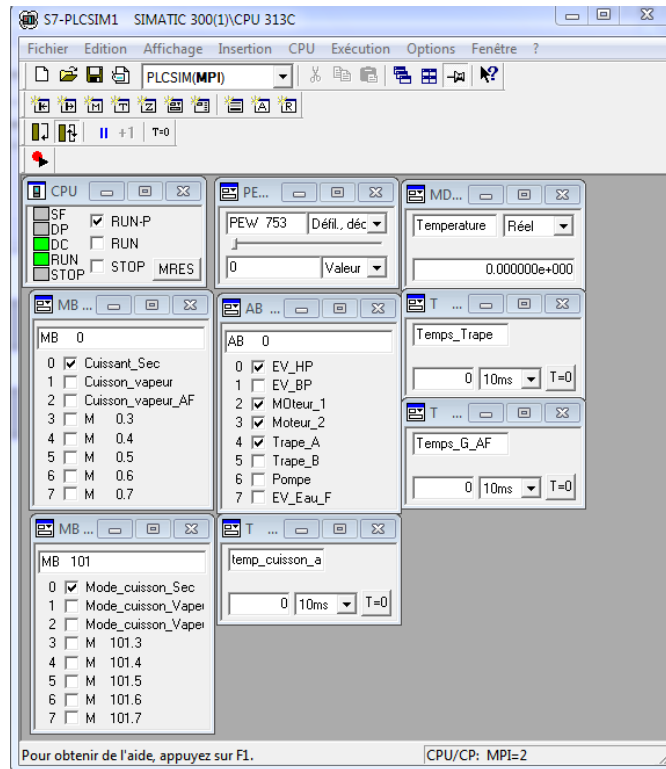 S7-PLCSIM1    SIMATIC 300(1)\CPU 313C
Fichier  Edition  Affichage  Insertion  CPU  Exécution  Options  Fenêtre  ?
PLCSIM(MPI)
+1  T=0
CPU
SF
DP
DC
RUN
STOP
RUN-P
RUN
STOP  MRES
PE...
PEW 753  Défil., déc
0  Valeur
MD...
Temperature  Réel
0.000000e+000
MB ...
MB    0
0  Cuissant_Sec
1  Cuisson_vapeur
2  Cuisson_vapeur_AF
3  M    0.3
4  M    0.4
5  M    0.5
6  M    0.6
7  M    0.7
AB ...
AB    0
0  EV_HP
1  EV_BP
2  MOteur_1
3  Moteur_2
4  Trape_A
5  Trape_B
6  Pompe
7  EV_Eau_F
T ...
Temps_Trape
0  10ms  T=0
T ...
Temps_G_AF
0  10ms  T=0
MB ...
MB  101
0  Mode_cuisson_Sec
1  Mode_cuisson_Vape
2  Mode_cuisson_Vape
3  M  101.3
4  M  101.4
5  M  101.5
6  M  101.6
7  M  101.7
T ...
temp_cuisson_a
0  10ms  T=0
Pour obtenir de l'aide, appuyez sur F1.
CPU/CP:  MPI=2